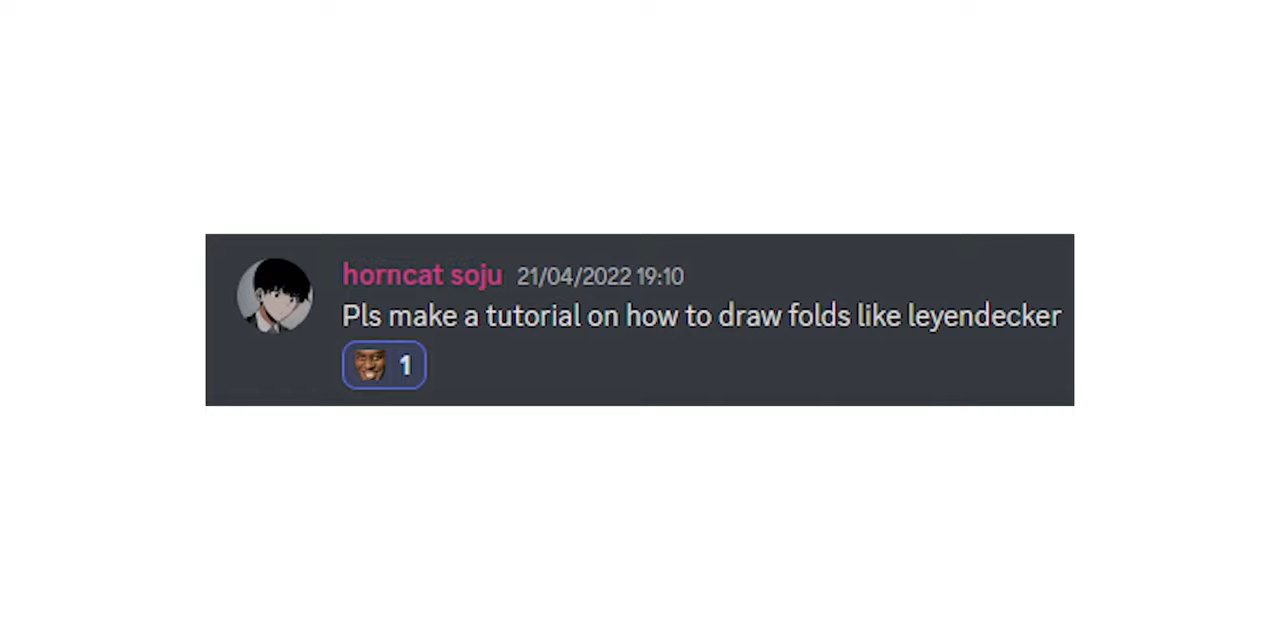 horncat soju 21/04/2022 19:10
Pls make a tutorial on how to draw folds like leyendecker
1